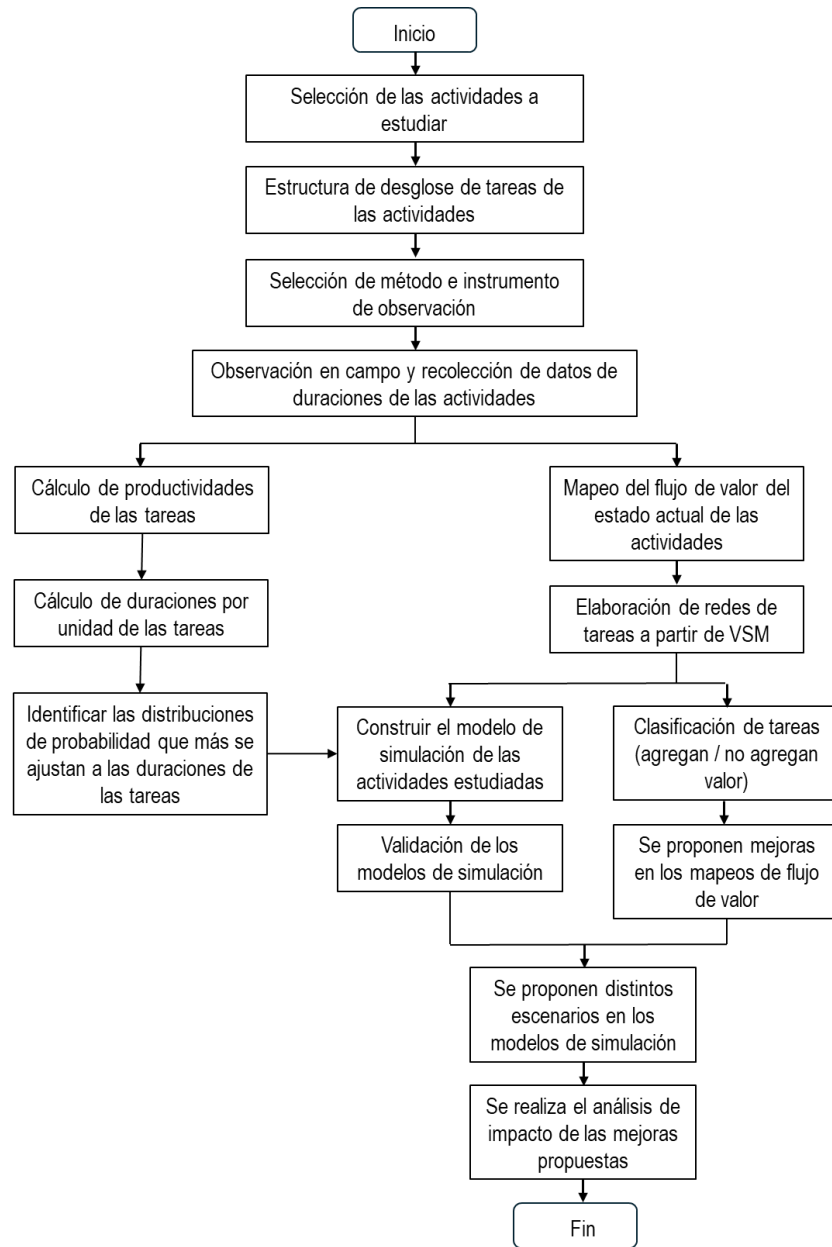 Inicio
Selección de las actividades a
estudiar
Estructura de desglose de tareas de
las actividades
Selección de método e instrumento
de observación
Observación en campo y recolección de datos de
duraciones de las actividades
Cálculo de productividades
de las tareas
Mapeo del flujo de valor del
estado actual de las
actividades
Cálculo de duraciones por
unidad de las tareas
Elaboración de redes de
tareas a partir de VSM
Identificar las distribuciones
de probabilidad que más se
ajustan a las duraciones de
las tareas
Construir el modelo de
simulación de las
actividades estudiadas
Clasificación de tareas
(agregan / no agregan
valor)
Validación de los
modelos de simulación
Se proponen mejoras
en los mapeos de flujo
de valor
Se proponen distintos
escenarios en los
modelos de simulación
Se realiza el análisis de
impacto de las mejoras
propuestas
Fin